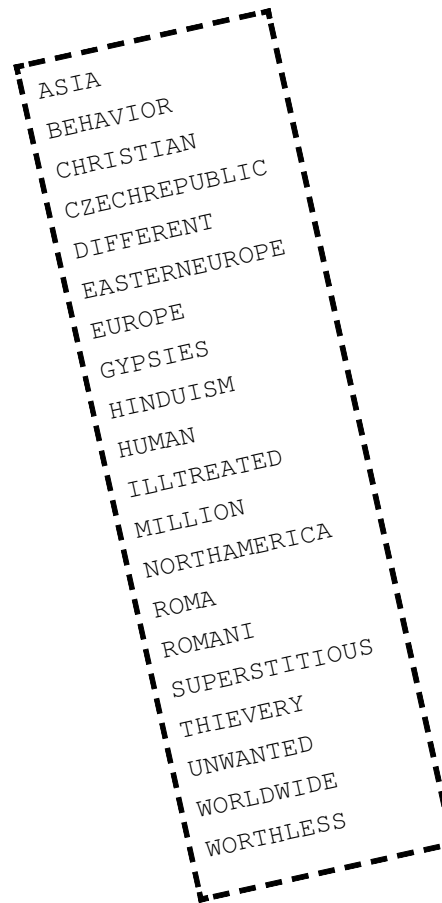 ASIA
BEHAVIOR
CHRISTIAN
CZECHREPUBLIC
DIFFERENT
EASTERNEUROPE
EUROPE
GYPSIES
HINDUISM
HUMAN
ILLTREATED
MILLION
NORTHAMERICA
ROMA
ROMANI
SUPERSTITIOUS
THIEVERY
UNWANTED
WORLDWIDE
WORTHLESS